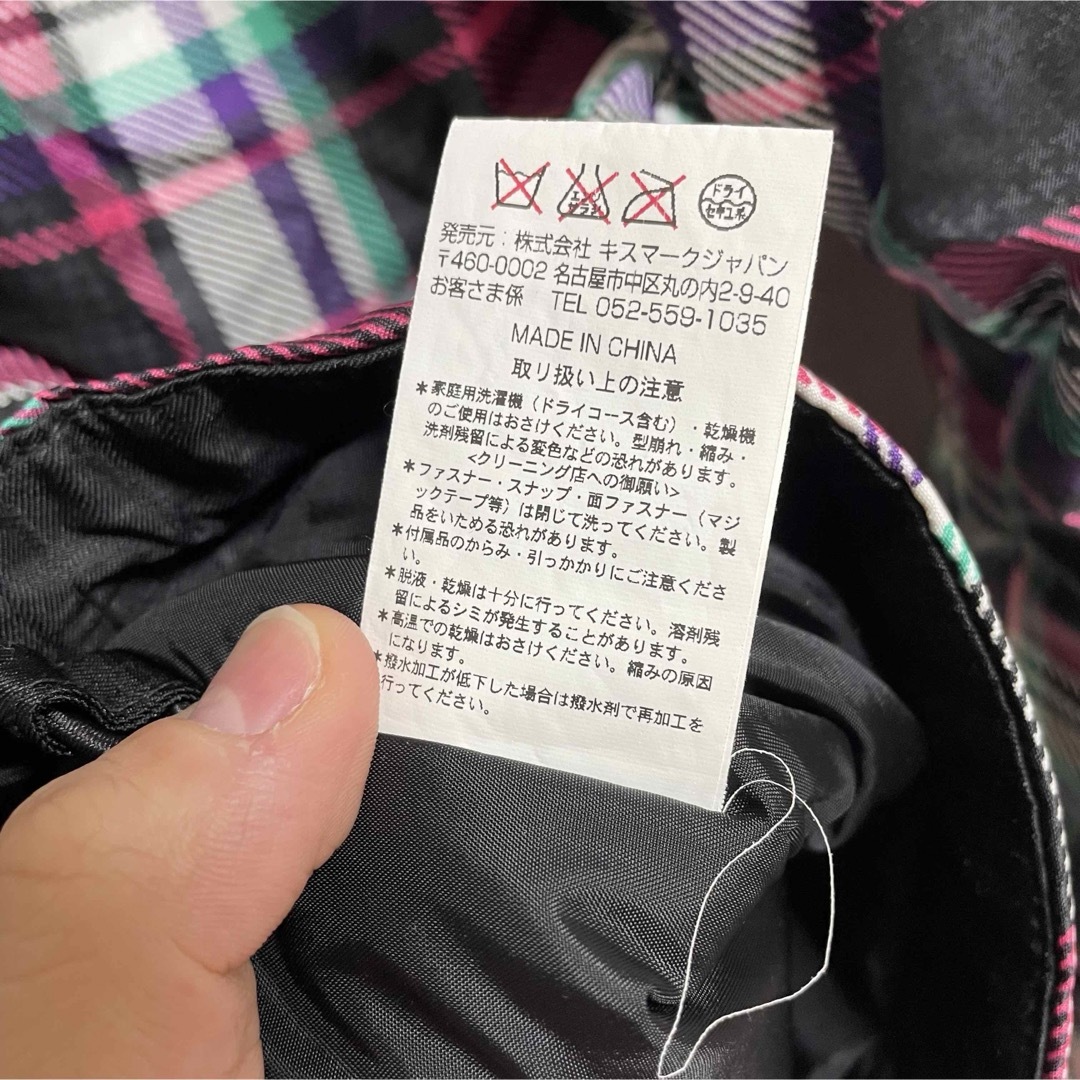 エンソ
サラシ
ドライ
セキユ系
発売元：株式会社 キスマークジャパン
〒460-0002 名古屋市中区丸の内2-9-40
お客さま係 TEL 052-559-1035
MADE IN CHINA
取り扱い上の注意
＊家庭用洗濯機（ドライコース含む）・乾燥機
のご使用はおさけください。型崩れ・縮み・
洗剤残留による変色などの恐れがあります。
<クリーニング店への御願い>
＊ファスナー・スナップ・面ファスナー（マジ
ックテープ等）は閉じて洗ってください。製
品をいためる恐れがあります。
＊付属品のからみ・引っかかりにご注意くださ
い。
＊脱液・乾燥は十分に行ってください。溶剤残
留によるシミが発生することがあります。
＊高温での乾燥はおさけください。縮みの原因
になります。
＊撥水加工が低下した場合は撥水剤で再加工を
行ってください。